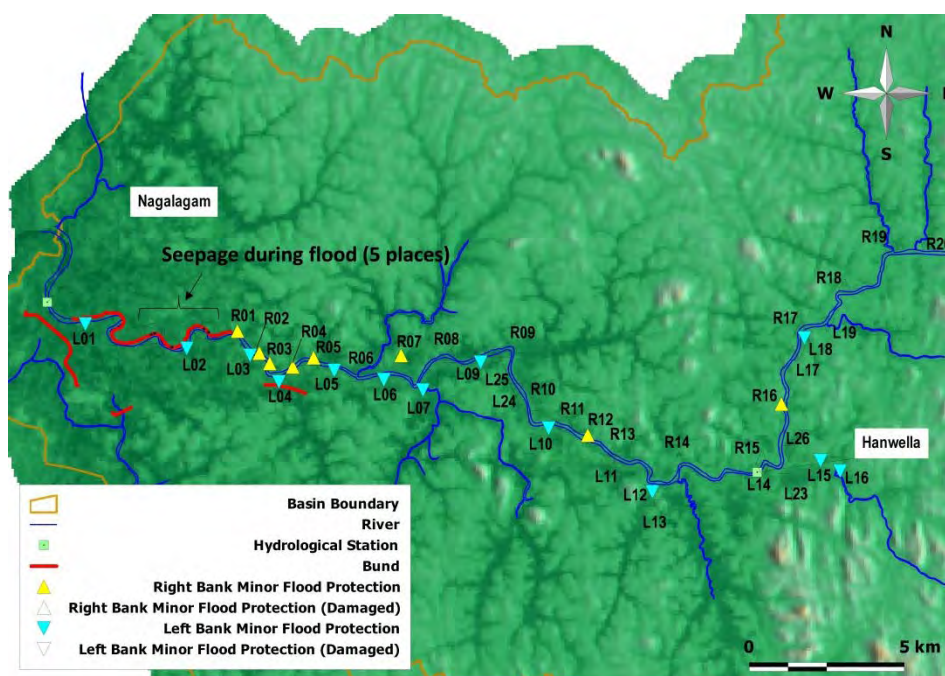 N
W
S
Nagalagam
Seepage during flood (5 places)
R19
R20
R18
R17
L19
L18
L17
R16
L26
Hanwella
R15
L14
L23
L15
L16
R14
L13
L12
L11
R13
R12
R11
L10
R10
R09
L25
L24
L09
R08
R07
L07
L06
R06
L05
R05
R04
R03
R02
R01
L04
L03
L02
L01
Basin Boundary
River
Hydrological Station
Bund
Right Bank Minor Flood Protection
Right Bank Minor Flood Protection (Damaged)
Left Bank Minor Flood Protection
Left Bank Minor Flood Protection (Damaged)
0 5 km